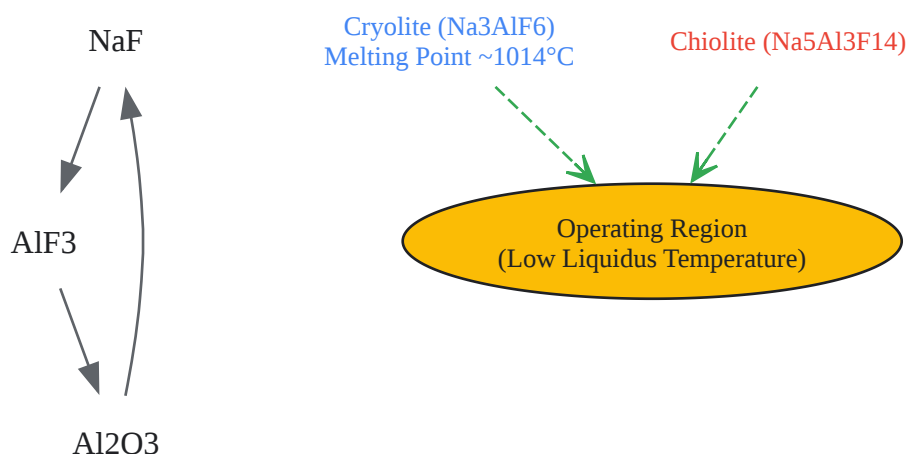 NaF
AlF3
Al2O3
Cryolite (Na3AlF6)
Melting Point ~1014°C
Chiolite (Na5Al3F14)
Operating Region
(Low Liquidus Temperature)